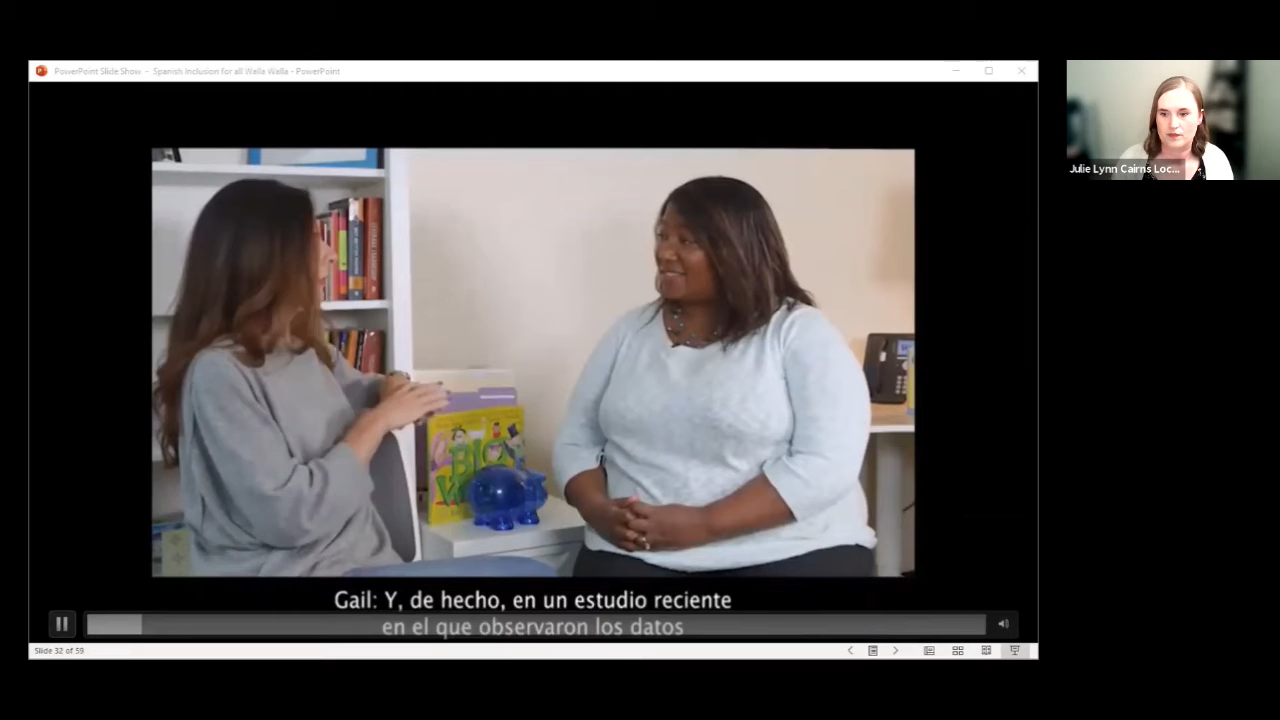 PowerPoint Slide Show - Spanish Inclusion for all Walla Walla - PowerPoint
Julie Lynn Cairns Loc...
BIG
Gail: Y, de hecho, en un estudio reciente
en el que observaron los datos
Slide 32 of 59